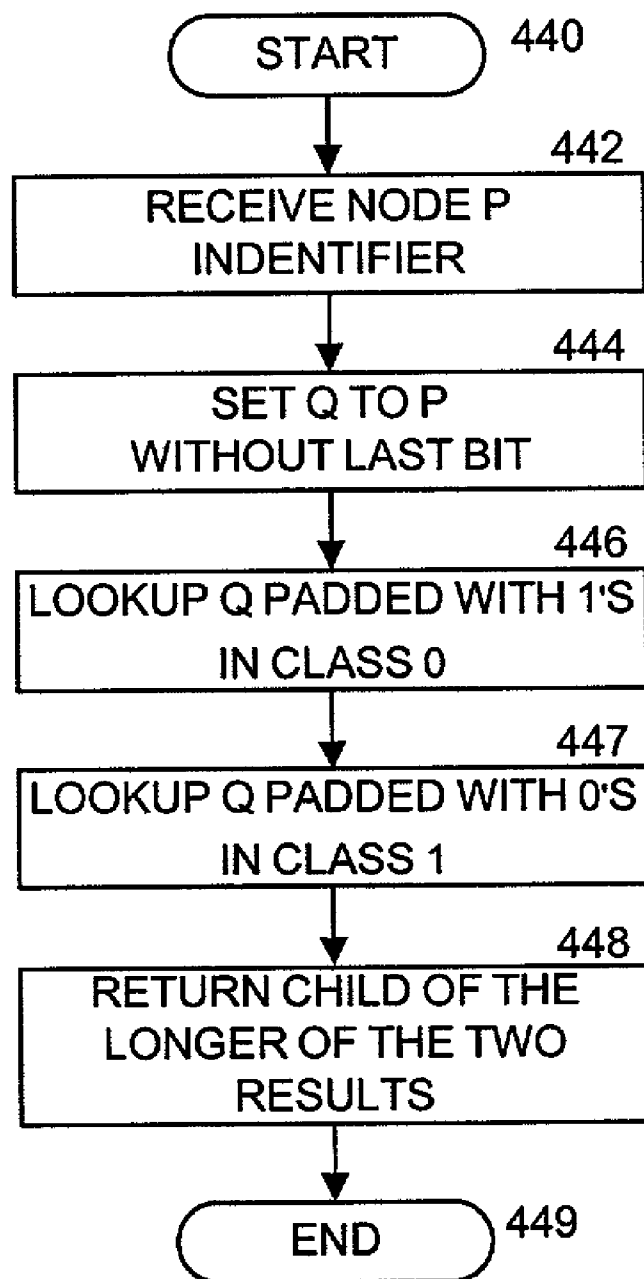 START 440
442
RECEIVE NODE P
INDENTIFIER
444
SET Q TO P
WITHOUT LAST BIT
446
LOOKUP Q PADDED WITH 1'S
IN CLASS 0
447
LOOKUP Q PADDED WITH 0'S
IN CLASS 1
448
RETURN CHILD OF THE
LONGER OF THE TWO
RESULTS
END 449